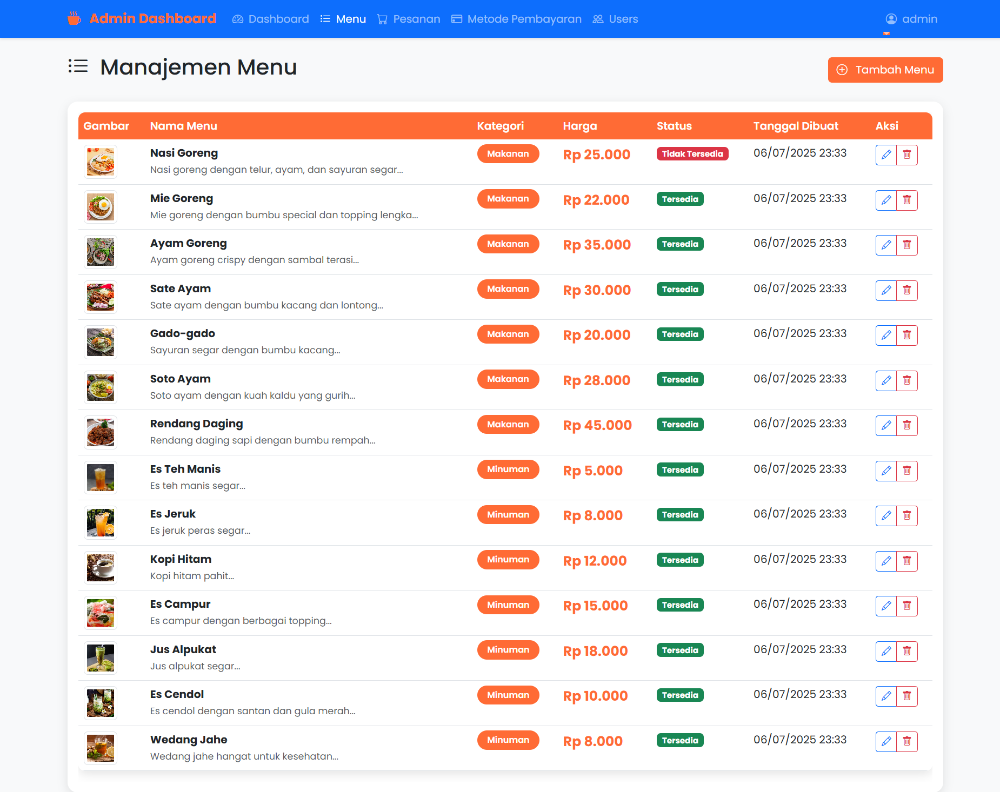 Admin Dashboard Dashboard Menu Pesanan Metode Pembayaran Users admin
Manajemen Menu Tambah Menu
Gambar Nama Menu Kategori Harga Status Tanggal Dibuat Aksi
Nasi Goreng Makanan Rp 25.000 Tidak Tersedia 06/07/2025 23:33
Nasi goreng dengan telur, ayam, dan sayuran segar...
Mie Goreng Makanan Rp 22.000 Tersedia 06/07/2025 23:33
Mie goreng dengan bumbu special dan topping lengka...
Ayam Goreng Makanan Rp 35.000 Tersedia 06/07/2025 23:33
Ayam goreng crispy dengan sambal terasi...
Sate Ayam Makanan Rp 30.000 Tersedia 06/07/2025 23:33
Sate ayam dengan bumbu kacang dan lontong...
Gado-gado Makanan Rp 20.000 Tersedia 06/07/2025 23:33
Sayuran segar dengan bumbu kacang...
Soto Ayam Makanan Rp 28.000 Tersedia 06/07/2025 23:33
Soto ayam dengan kuah kaldu yang gurih...
Rendang Daging Makanan Rp 45.000 Tersedia 06/07/2025 23:33
Rendang daging sapi dengan bumbu rempah...
Es Teh Manis Minuman Rp 5.000 Tersedia 06/07/2025 23:33
Es teh manis segar...
Es Jeruk Minuman Rp 8.000 Tersedia 06/07/2025 23:33
Es jeruk peras segar...
Kopi Hitam Minuman Rp 12.000 Tersedia 06/07/2025 23:33
Kopi hitam pahit...
Es Campur Minuman Rp 15.000 Tersedia 06/07/2025 23:33
Es campur dengan berbagai topping...
Jus Alpukat Minuman Rp 18.000 Tersedia 06/07/2025 23:33
Jus alpukat segar...
Es Cendol Minuman Rp 10.000 Tersedia 06/07/2025 23:33
Es cendol dengan santan dan gula merah...
Wedang Jahe Minuman Rp 8.000 Tersedia 06/07/2025 23:33
Wedang jahe hangat untuk kesehatan...